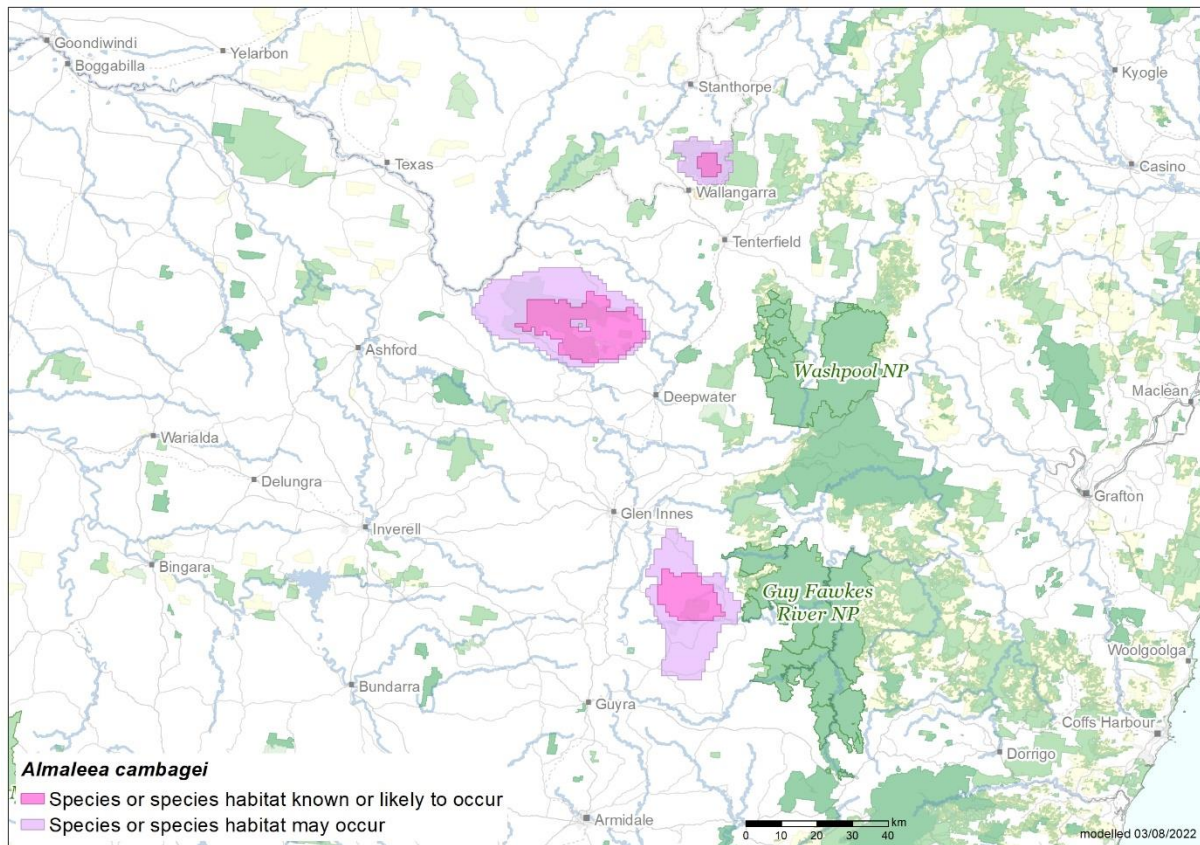 Goondiwindi
Boggabilla
Yelarbon
Stanthorpe
Kyogle
Texas
Casino
Wallangarra
Tenterfield
Ashford
Washpool NP
Deepwater
Maclean
Warialda
Delungra
Grafton
Glen Innes
Inverell
Bingara
Guy Fawkes
River NP
Woolgoolga
Bundarra
Guyra
Coffs Harbour
Dorrigo
Almaleea cambagei
Species or species habitat known or likely to occur
Species or species habitat may occur
Armidale
km
0 10 20 30 40
modelled 03/08/2022